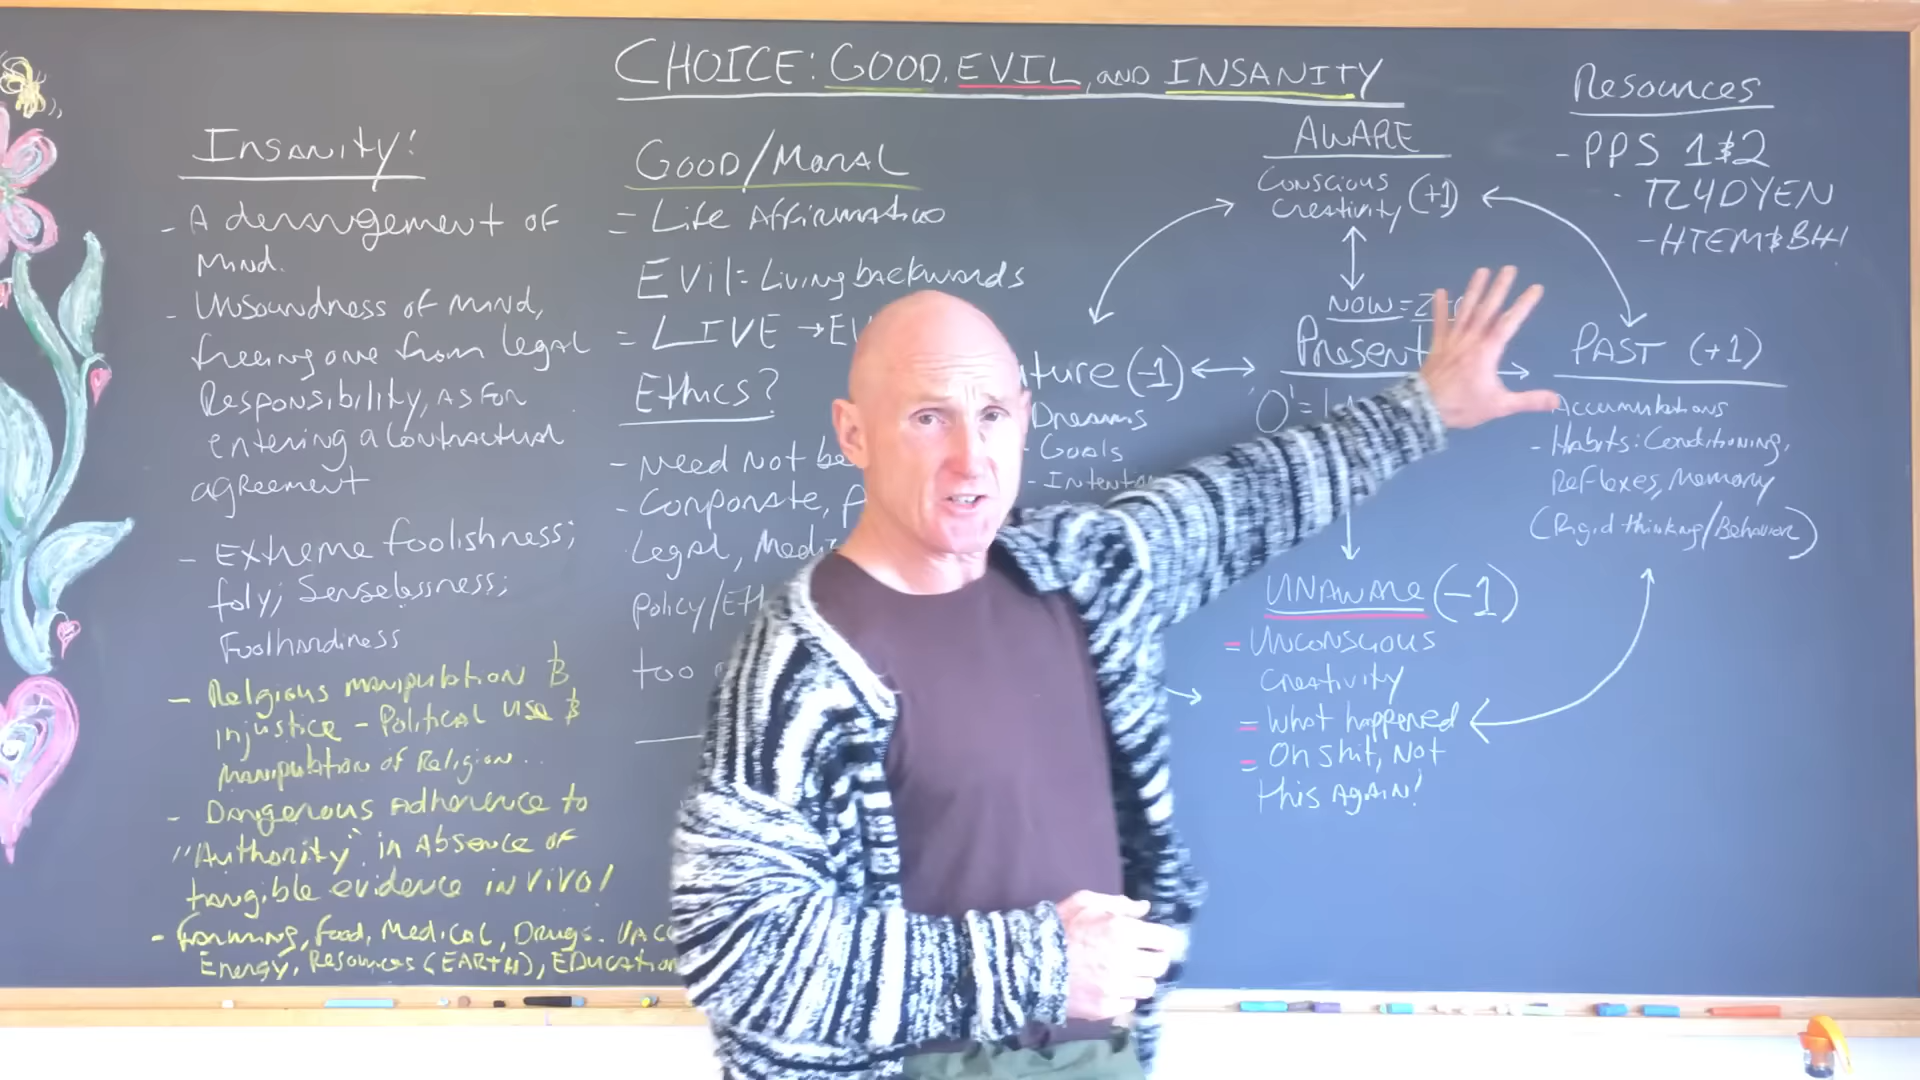 CHOICE: GOOD, EVIL, AND INSANITY
Insanity!
- A derangement of
Mind.
- Unsoundness of mind,
freeing one from legal
Responsibility, as for
entering a contractual
agreement
- Extreme foolishness;
foly; Senselessness;
Foolhardiness
- Religious manipulation &
injustice - Political use &
manipulation of Religion..
- Dangerous Adherence to
"Authority" in Absence of
tangible evidence in vivo!
- Farming, Food, Medical, Drugs. VACC
Energy, Resources (EARTH), EDucation
Good/Moral
= Life Affirmative
Evil = Living backwards
= LIVE → EV
Ethics?
- Need Not be
- Corporate, P
Legal, Medi
Policy/Eth
too
AWARE
Conscious (+1)
Creativity
NOW = Z
Present
0' = 1
ture (-1)
Dreams
- Goals
- Intention
UNAWARE (-1)
= Unconscious
Creativity
= What happened
= Oh shit, Not
this AGAIN!
Resources
- PPS 1 & 2
- TL4DYEN
- HTEM&BH!
PAST (+1)
Accumulations
- Habits: Conditioning,
Reflexes, Memory
(Rigid thinking/Behavior)